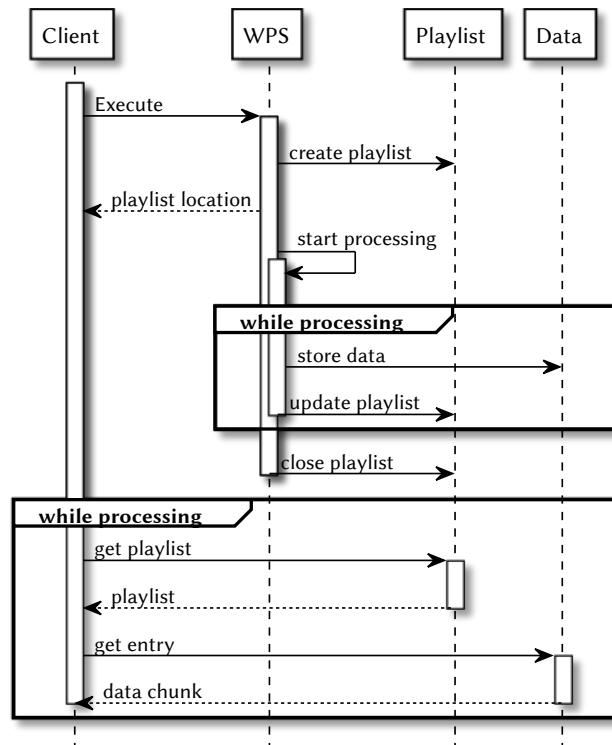 Client
WPS
Playlist
Data
Execute
create playlist
playlist location
start processing
while processing
store data
update playlist
close playlist
while processing
get playlist
playlist
get entry
data chunk